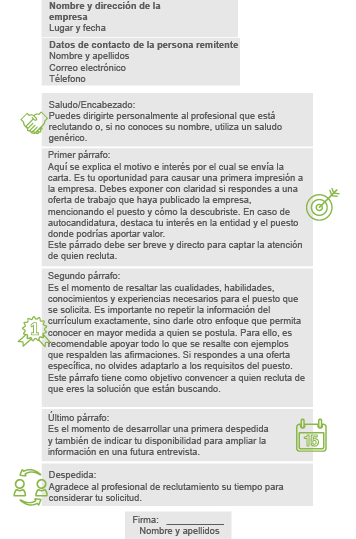 Nombre y dirección de la
empresa
Lugar y fecha
Datos de contacto de la persona remitente
Nombre y apellidos
Correo electrónico
Télefono
Saludo/Encabezado:
Puedes dirigirte personalmente al profesional que está
reclutando o, si no conoces su nombre, utiliza un saludo
genérico.
Primer párrafo:
Aquí se explica el motivo e interés por el cual se envía la
carta. Es tu oportunidad para causar una primera impresión a
la empresa. Debes exponer con claridad si respondes a una
oferta de trabajo que haya publicado la empresa,
mencionando el puesto y cómo la descubriste. En caso de
autocandidatura, destaca tu interés en la entidad y el puesto
donde podrías aportar valor.
Este párrado debe ser breve y directo para captar la atención
de quien recluta.
Segundo párrafo:
Es el momento de resaltar las cualidades, habilidades,
conocimientos y experiencias necesarios para el puesto que
se solicita. Es importante no repetir la información del
currículum exactamente, sino darle otro enfoque que permita
conocer en mayor medida a quien se postula. Para ello, es
recomendable apoyar todo lo que se resalte con ejemplos
que respalden las afirmaciones. Si respondes a una oferta
específica, no olvides adaptarlo a los requisitos del puesto.
Este párrafo tiene como objetivo convencer a quien recluta de
que eres la solución que están buscando.
1
Último párrafo:
Es el momento de desarrollar una primera despedida
y también de indicar tu disponibilidad para ampliar la
información en una futura entrevista.
15
Despedida:
Agradece al profesional de reclutamiento su tiempo para
considerar tu solicitud.
Firma: ___________
Nombre y apellidos